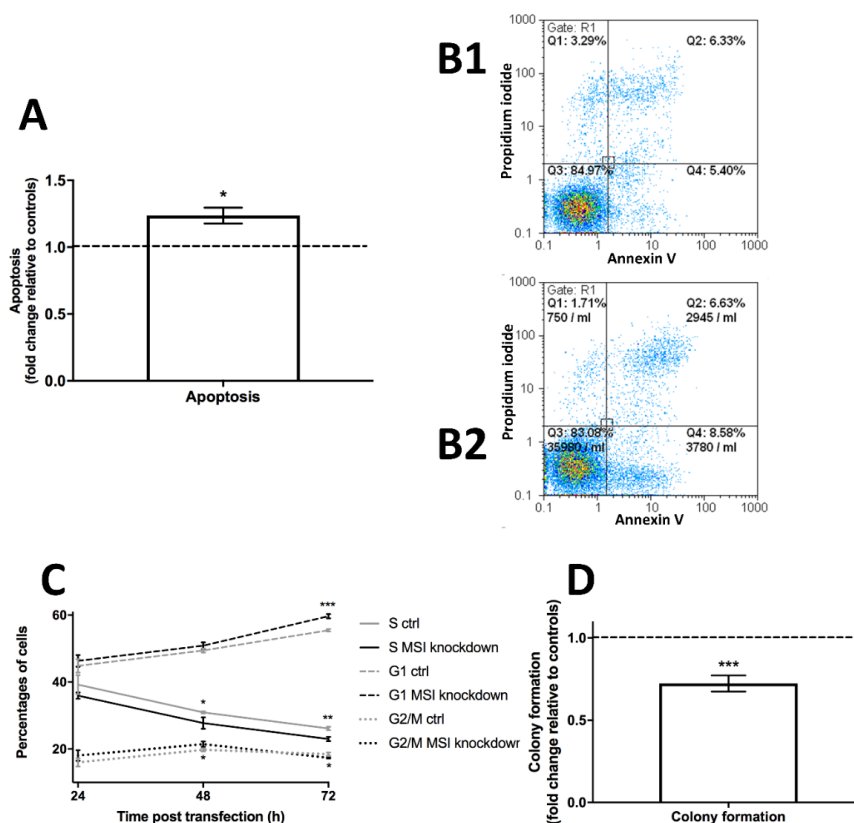 A
1.5
1.0
0.5
0.0
Apoptosis
(fold change relative to controls)
*
Apoptosis
B1
1000
100
10
1
0.1
Propidium iodide
Gate: R1
Q1: 3.29%
Q2: 6.33%
Q3: 84.97%
Q4: 5.40%
0.1 1 10 100 1000
Annexin V
B2
1000
100
10
1
0.1
Propidium iodide
Gate: R1
Q1: 1.71%
750 / ml
Q2: 6.63%
2945 / ml
Q3: 83.08%
35980 / ml
Q4: 8.58%
3780 / ml
0.1 1 10 100 1000
Annexin V
C
60
40
20
Percentages of cells
***
*
**
*
*
24 48 72
Time post transfection (h)
S ctrl
S MSI knockdown
G1 ctrl
G1 MSI knockdown
G2/M ctrl
G2/M MSI knockdowr
D
1.0
0.5
0.0
Colony formation
(fold change relative to controls)
***
Colony formation